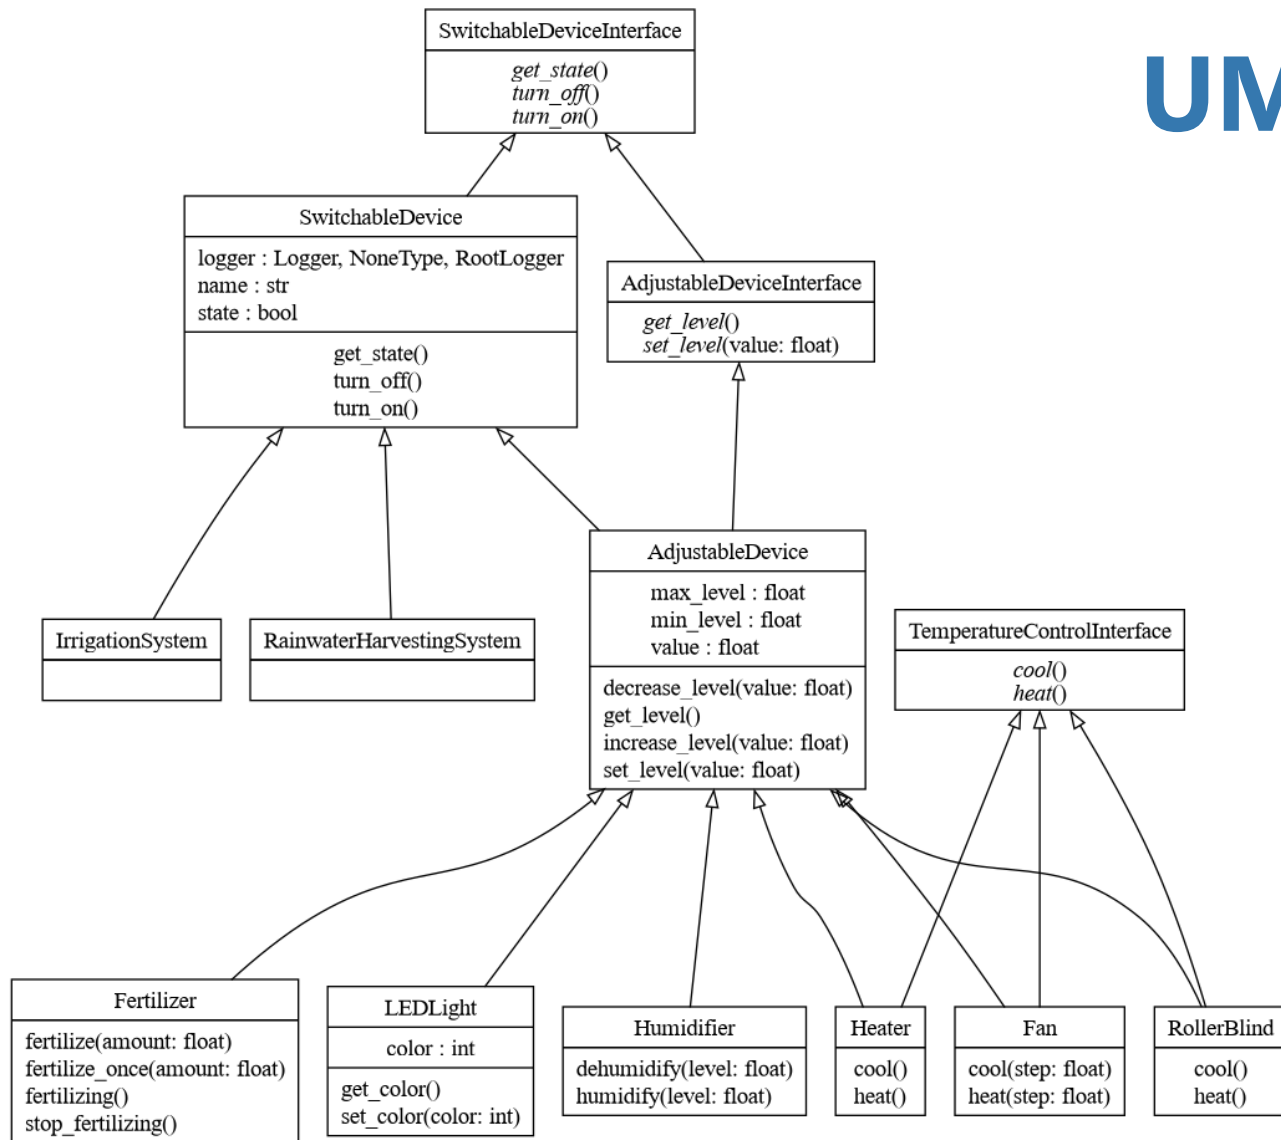 SwitchableDeviceInterface
get_state()
turn_off()
turn_on()
UM
SwitchableDevice
logger : Logger, NoneType, RootLogger
name : str
state : bool
get_state()
turn_off()
turn_on()
AdjustableDeviceInterface
get_level()
set_level(value: float)
AdjustableDevice
max_level : float
min_level : float
value : float
decrease_level(value: float)
get_level()
increase_level(value: float)
set_level(value: float)
IrrigationSystem
RainwaterHarvestingSystem
TemperatureControlInterface
cool()
heat()
Fertilizer
fertilize(amount: float)
fertilize_once(amount: float)
fertilizing()
stop_fertilizing()
LEDLight
color : int
get_color()
set_color(color: int)
Humidifier
dehumidify(level: float)
humidify(level: float)
Heater
cool()
heat()
Fan
cool(step: float)
heat(step: float)
RollerBlind
cool()
heat()